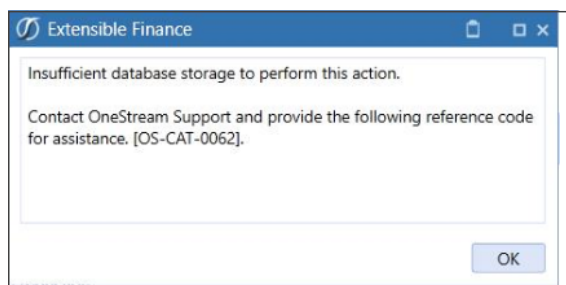 Extensible Finance
Insufficient database storage to perform this action.
Contact OneStream Support and provide the following reference code
for assistance. [OS-CAT-0062].
OK